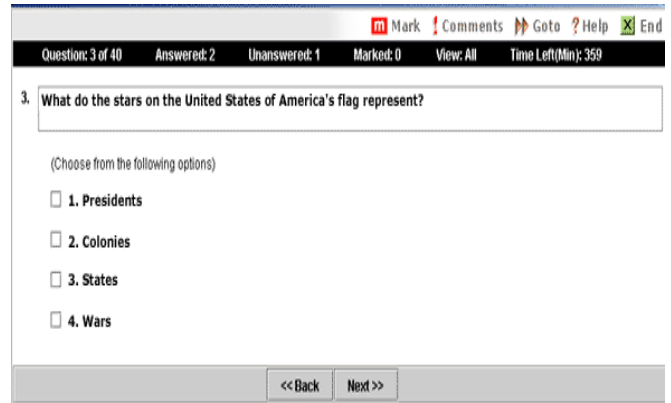 m Mark ! Comments Goto ? Help X End
Question: 3 of 40 Answered: 2 Unanswered: 1 Marked: 0 View: All Time Left(Min): 359
3. What do the stars on the United States of America's flag represent?
(Choose from the following options)
1. Presidents
2. Colonies
3. States
4. Wars
<< Back Next >>